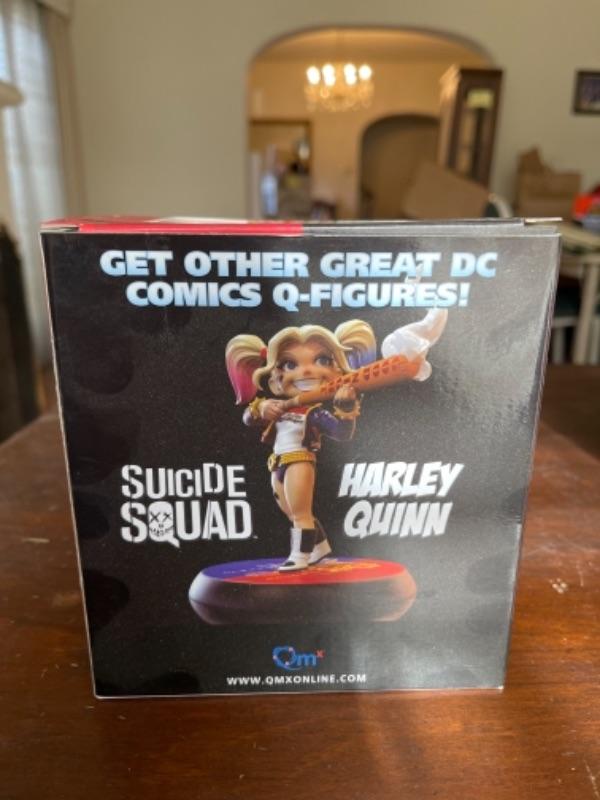 GET OTHER GREAT DC
COMICS Q-FIGURES!
SUICIDE
SQUAD
HARLEY
QUINN
Qmx
WWW.QMXONLINE.COM